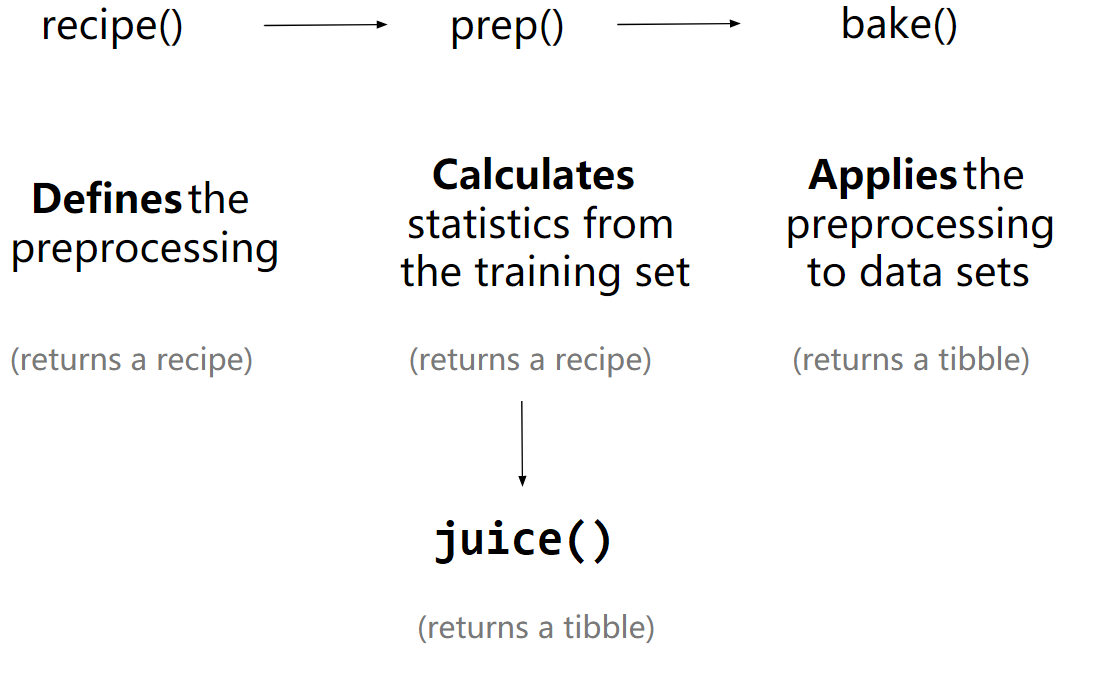 recipe()
prep()
bake()
Defines the
preprocessing
(returns a recipe)
Calculates
statistics from
the training set
(returns a recipe)
Applies the
preprocessing
to data sets
(returns a tibble)
juice()
(returns a tibble)